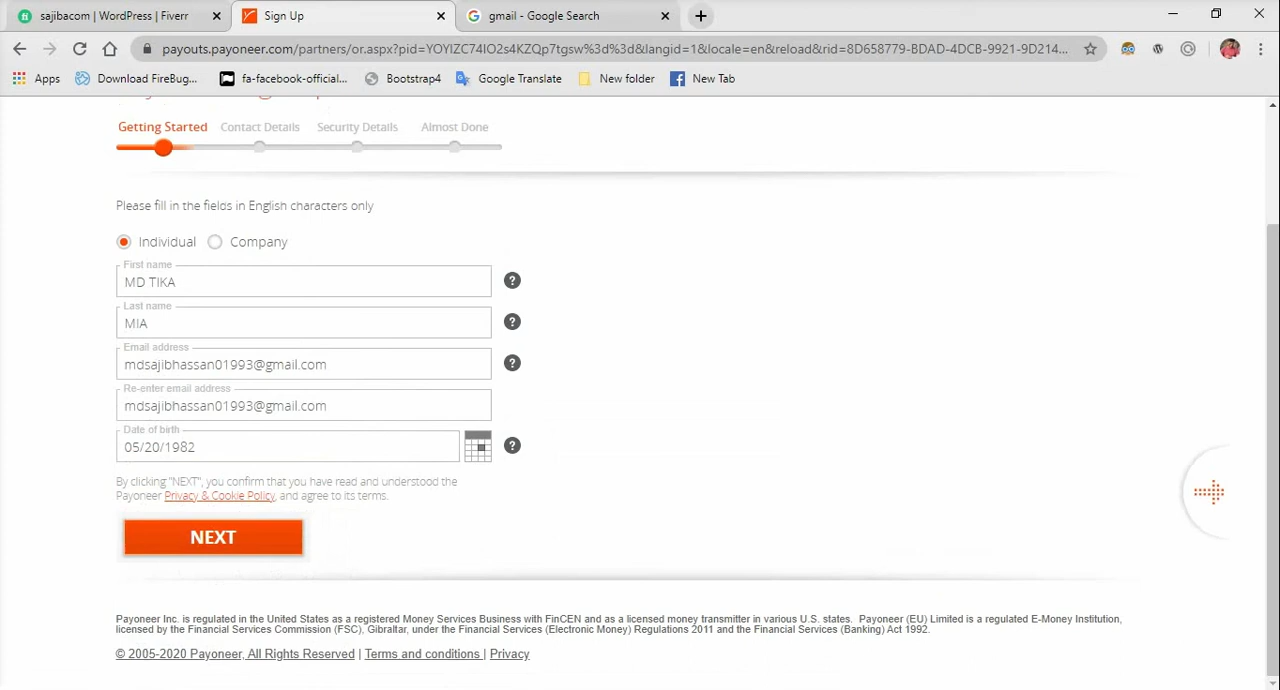 sajibacom | WordPress | Fiverr
Sign Up
gmail - Google Search
payouts.payoneer.com/partners/or.aspx?pid=YOYIZC74IO2s4KZQp7tgsw%3d%3d&langid=1&locale=en&reload&rid=8D658779-BDAD-4DCB-9921-9D214...
Apps
Download FireBug...
fa-facebook-official...
Bootstrap4
Google Translate
New folder
New Tab
Getting Started Contact Details Security Details Almost Done
Please fill in the fields in English characters only
Individual Company
First name
MD TIKA
Last name
MIA
Email address
mdsajibhassan01993@gmail.com
Re-enter email address
mdsajibhassan01993@gmail.com
Date of birth
05/20/1982
By clicking "NEXT", you confirm that you have read and understood the
Payoneer Privacy & Cookie Policy, and agree to its terms.
NEXT
Payoneer Inc. is regulated in the United States as a registered Money Services Business with FinCEN and as a licensed money transmitter in various U.S. states. Payoneer (EU) Limited is a regulated E-Money Institution,
licensed by the Financial Services Commission (FSC), Gibraltar, under the Financial Services (Electronic Money) Regulations 2011 and the Financial Services (Banking) Act 1992.
© 2005-2020 Payoneer, All Rights Reserved | Terms and conditions | Privacy